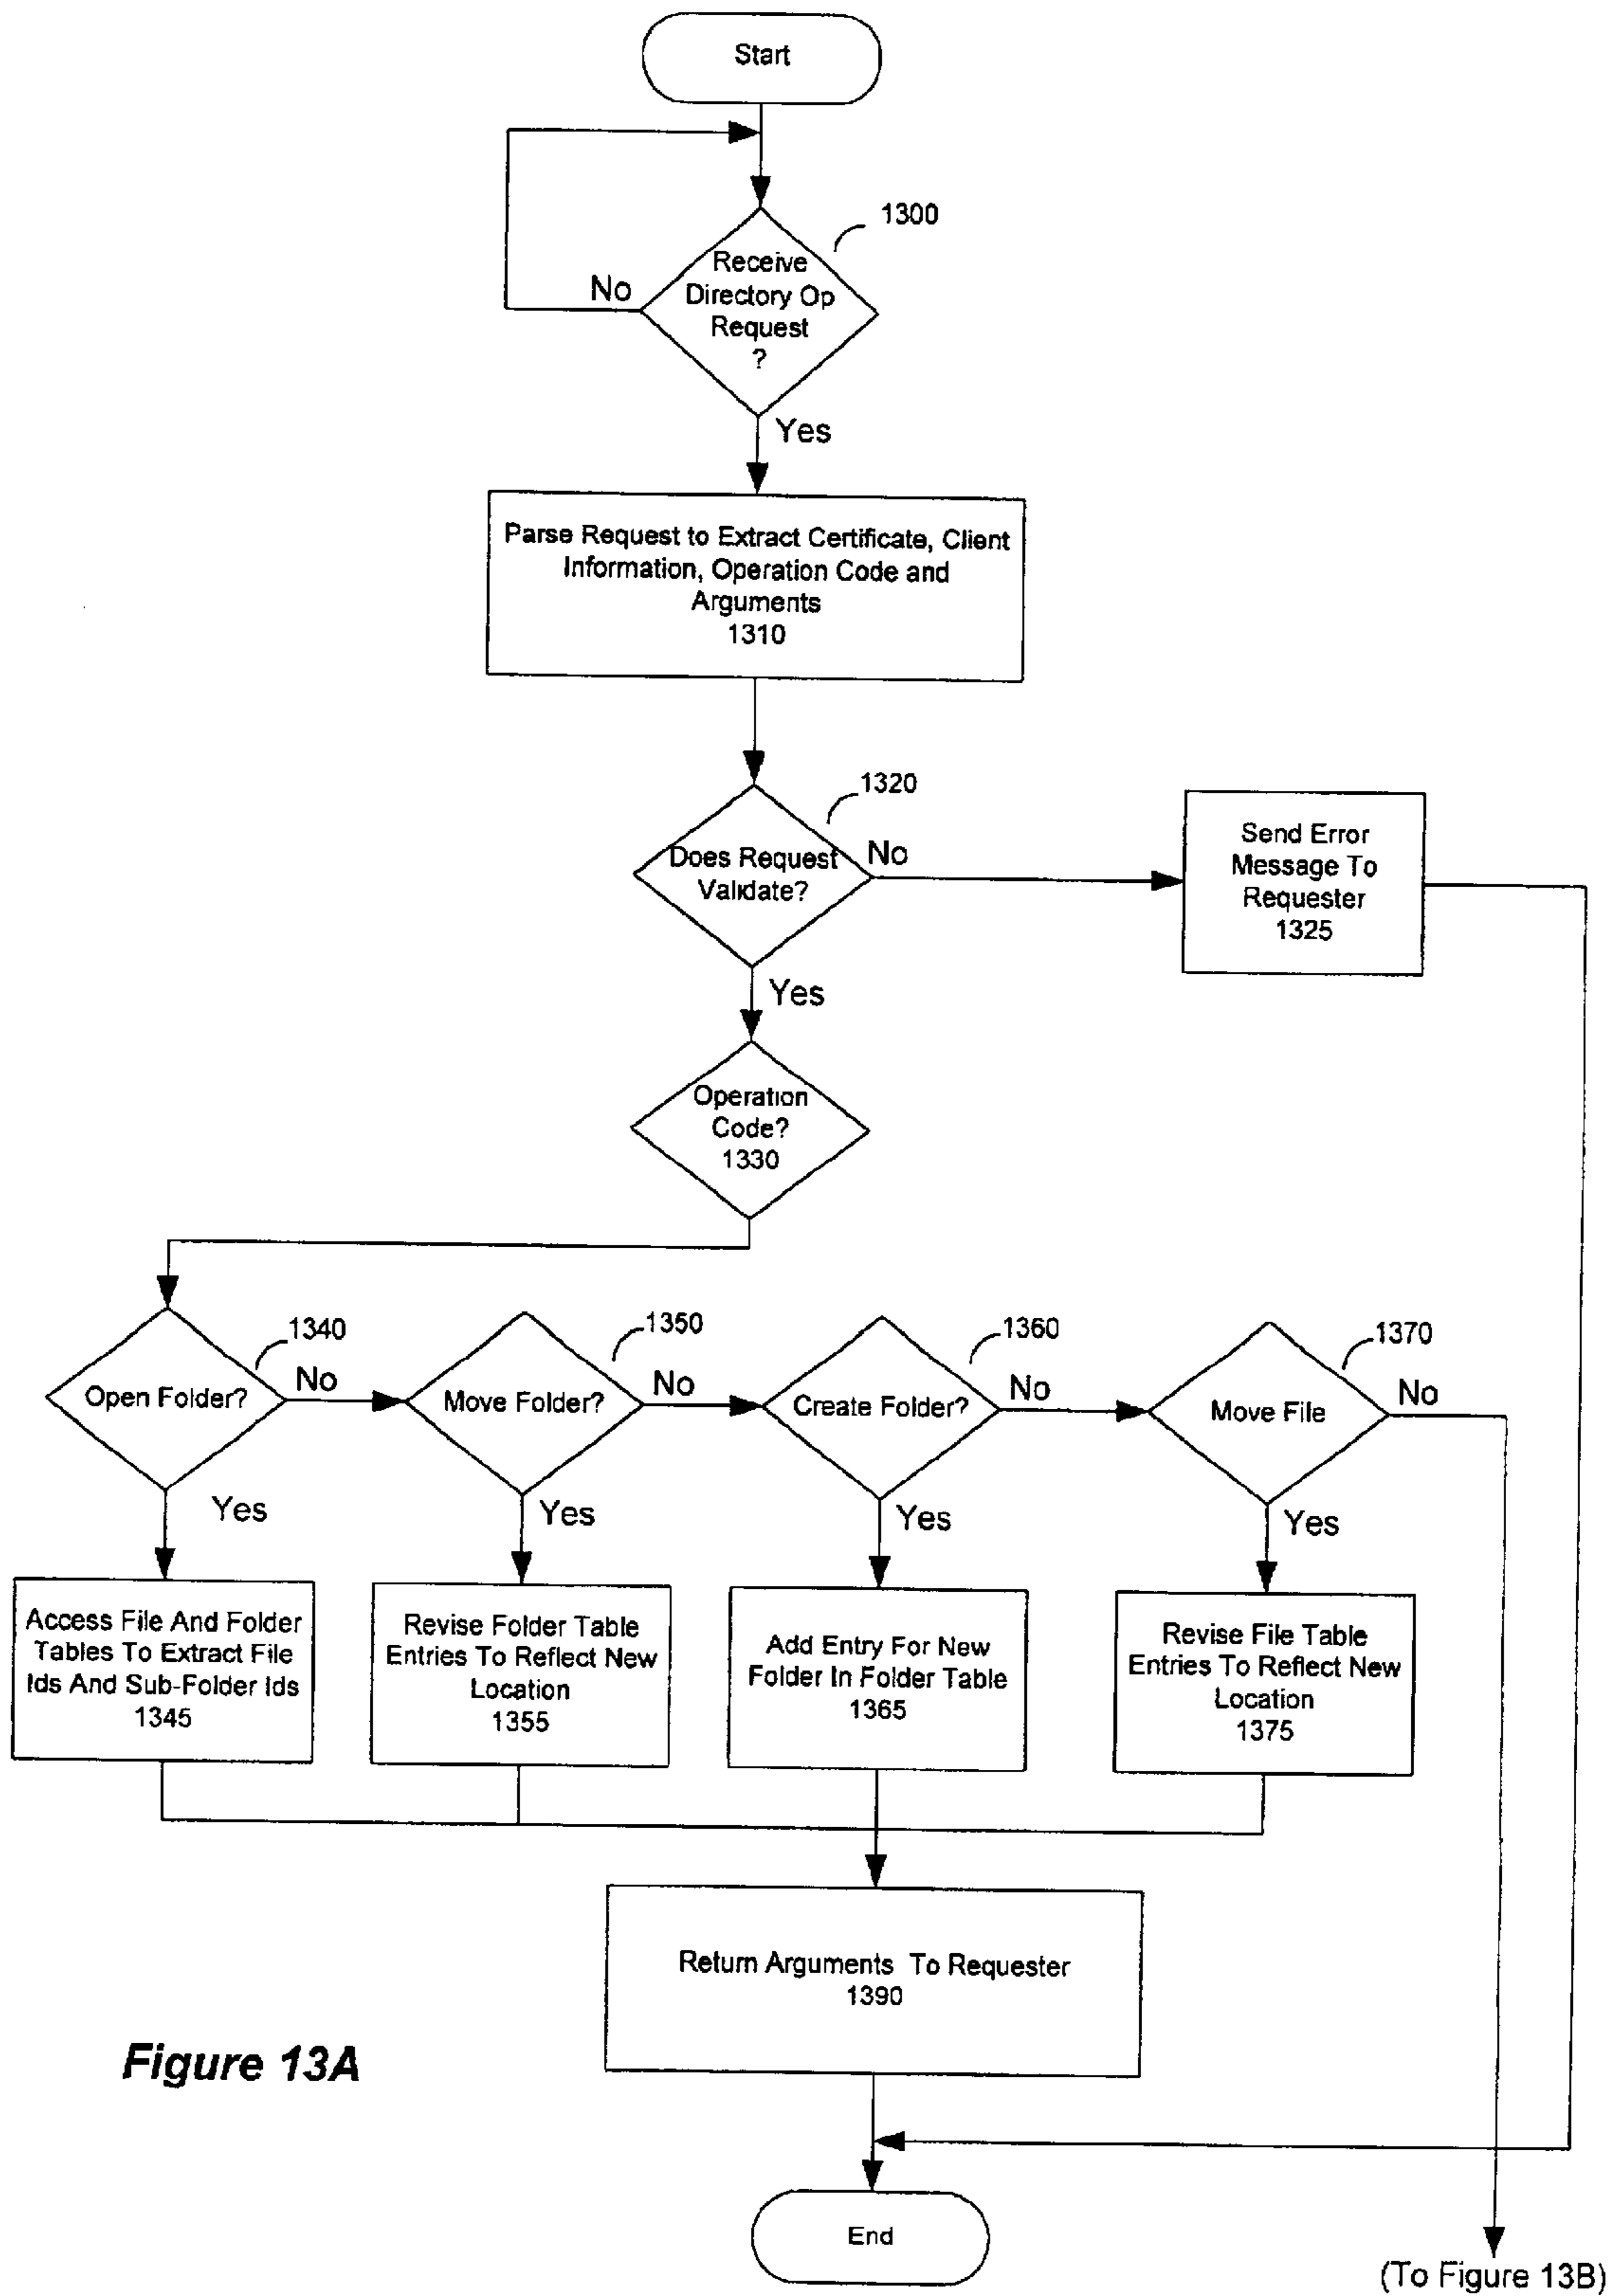 Start
1300
Receive
Directory Op
Request
?
No
Yes
Parse Request to Extract Certificate, Client
Information, Operation Code and
Arguments
1310
1320
Does Request
Validate?
No
Send Error
Message To
Requester
1325
Yes
Operation
Code?
1330
1340
Open Folder?
No
1350
Move Folder?
No
1360
Create Folder?
No
1370
Move File
No
Yes
Yes
Yes
Yes
Access File And Folder
Tables To Extract File
Ids And Sub-Folder Ids
1345
Revise Folder Table
Entries To Reflect New
Location
1355
Add Entry For New
Folder In Folder Table
1365
Revise File Table
Entries To Reflect New
Location
1375
Return Arguments To Requester
1390
Figure 13A
End
(To Figure 13B)